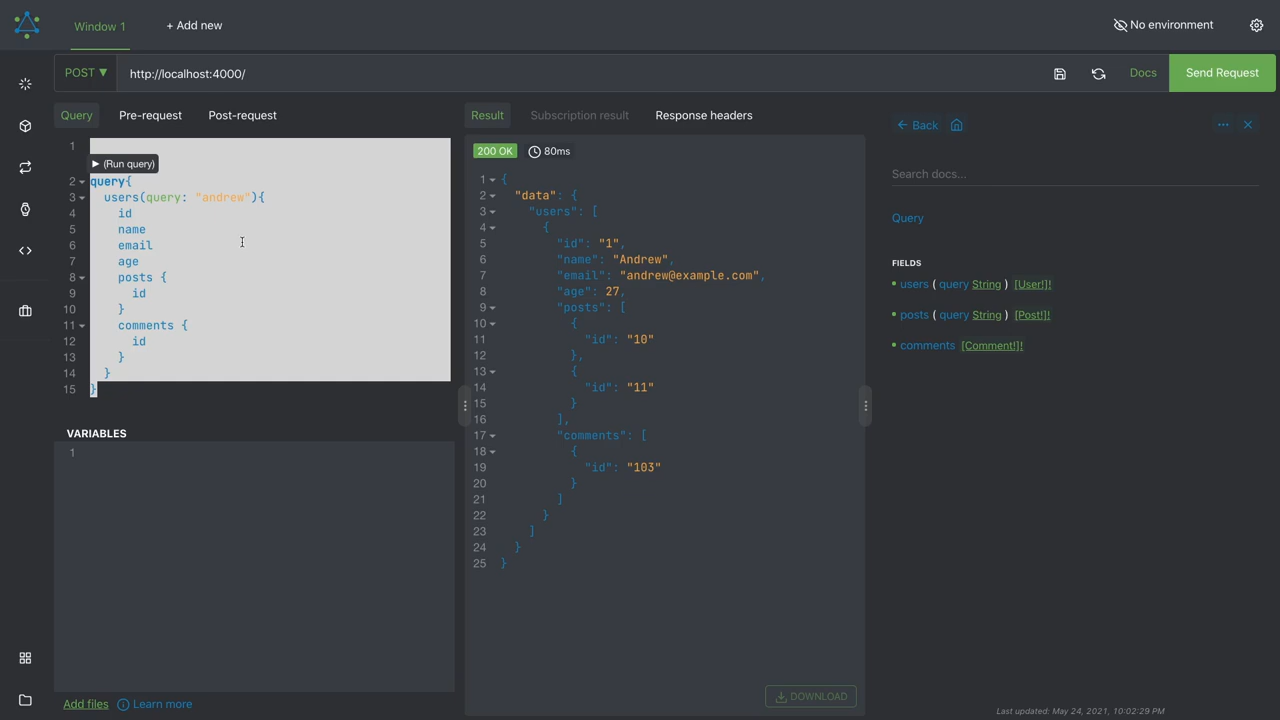 Window 1
+ Add new
No environment
POST ▼
http://localhost:4000/
Docs
Send Request
Query
Pre-request
Post-request
1
▶ (Run query)
2 query{
3 users(query: "andrew"){
4 id
5 name
6 email
7 age
8 posts {
9 id
10 }
11 comments {
12 id
13 }
14 }
15 }
VARIABLES
1
Add files
Learn more
Result
Subscription result
Response headers
200 OK
80ms
1 {
2 "data": {
3 "users": [
4 {
5 "id": "1",
6 "name": "Andrew",
7 "email": "andrew@example.com",
8 "age": 27,
9 "posts": [
10 {
11 "id": "10"
12 },
13 {
14 "id": "11"
15 }
16 ],
17 "comments": [
18 {
19 "id": "103"
20 }
21 ]
22 }
23 ]
24 }
25 }
DOWNLOAD
Back
Search docs...
Query
FIELDS
users ( query String ) [User!]!
posts ( query String ) [Post!]!
comments [Comment!]!
Last updated: May 24, 2021, 10:02:29 PM